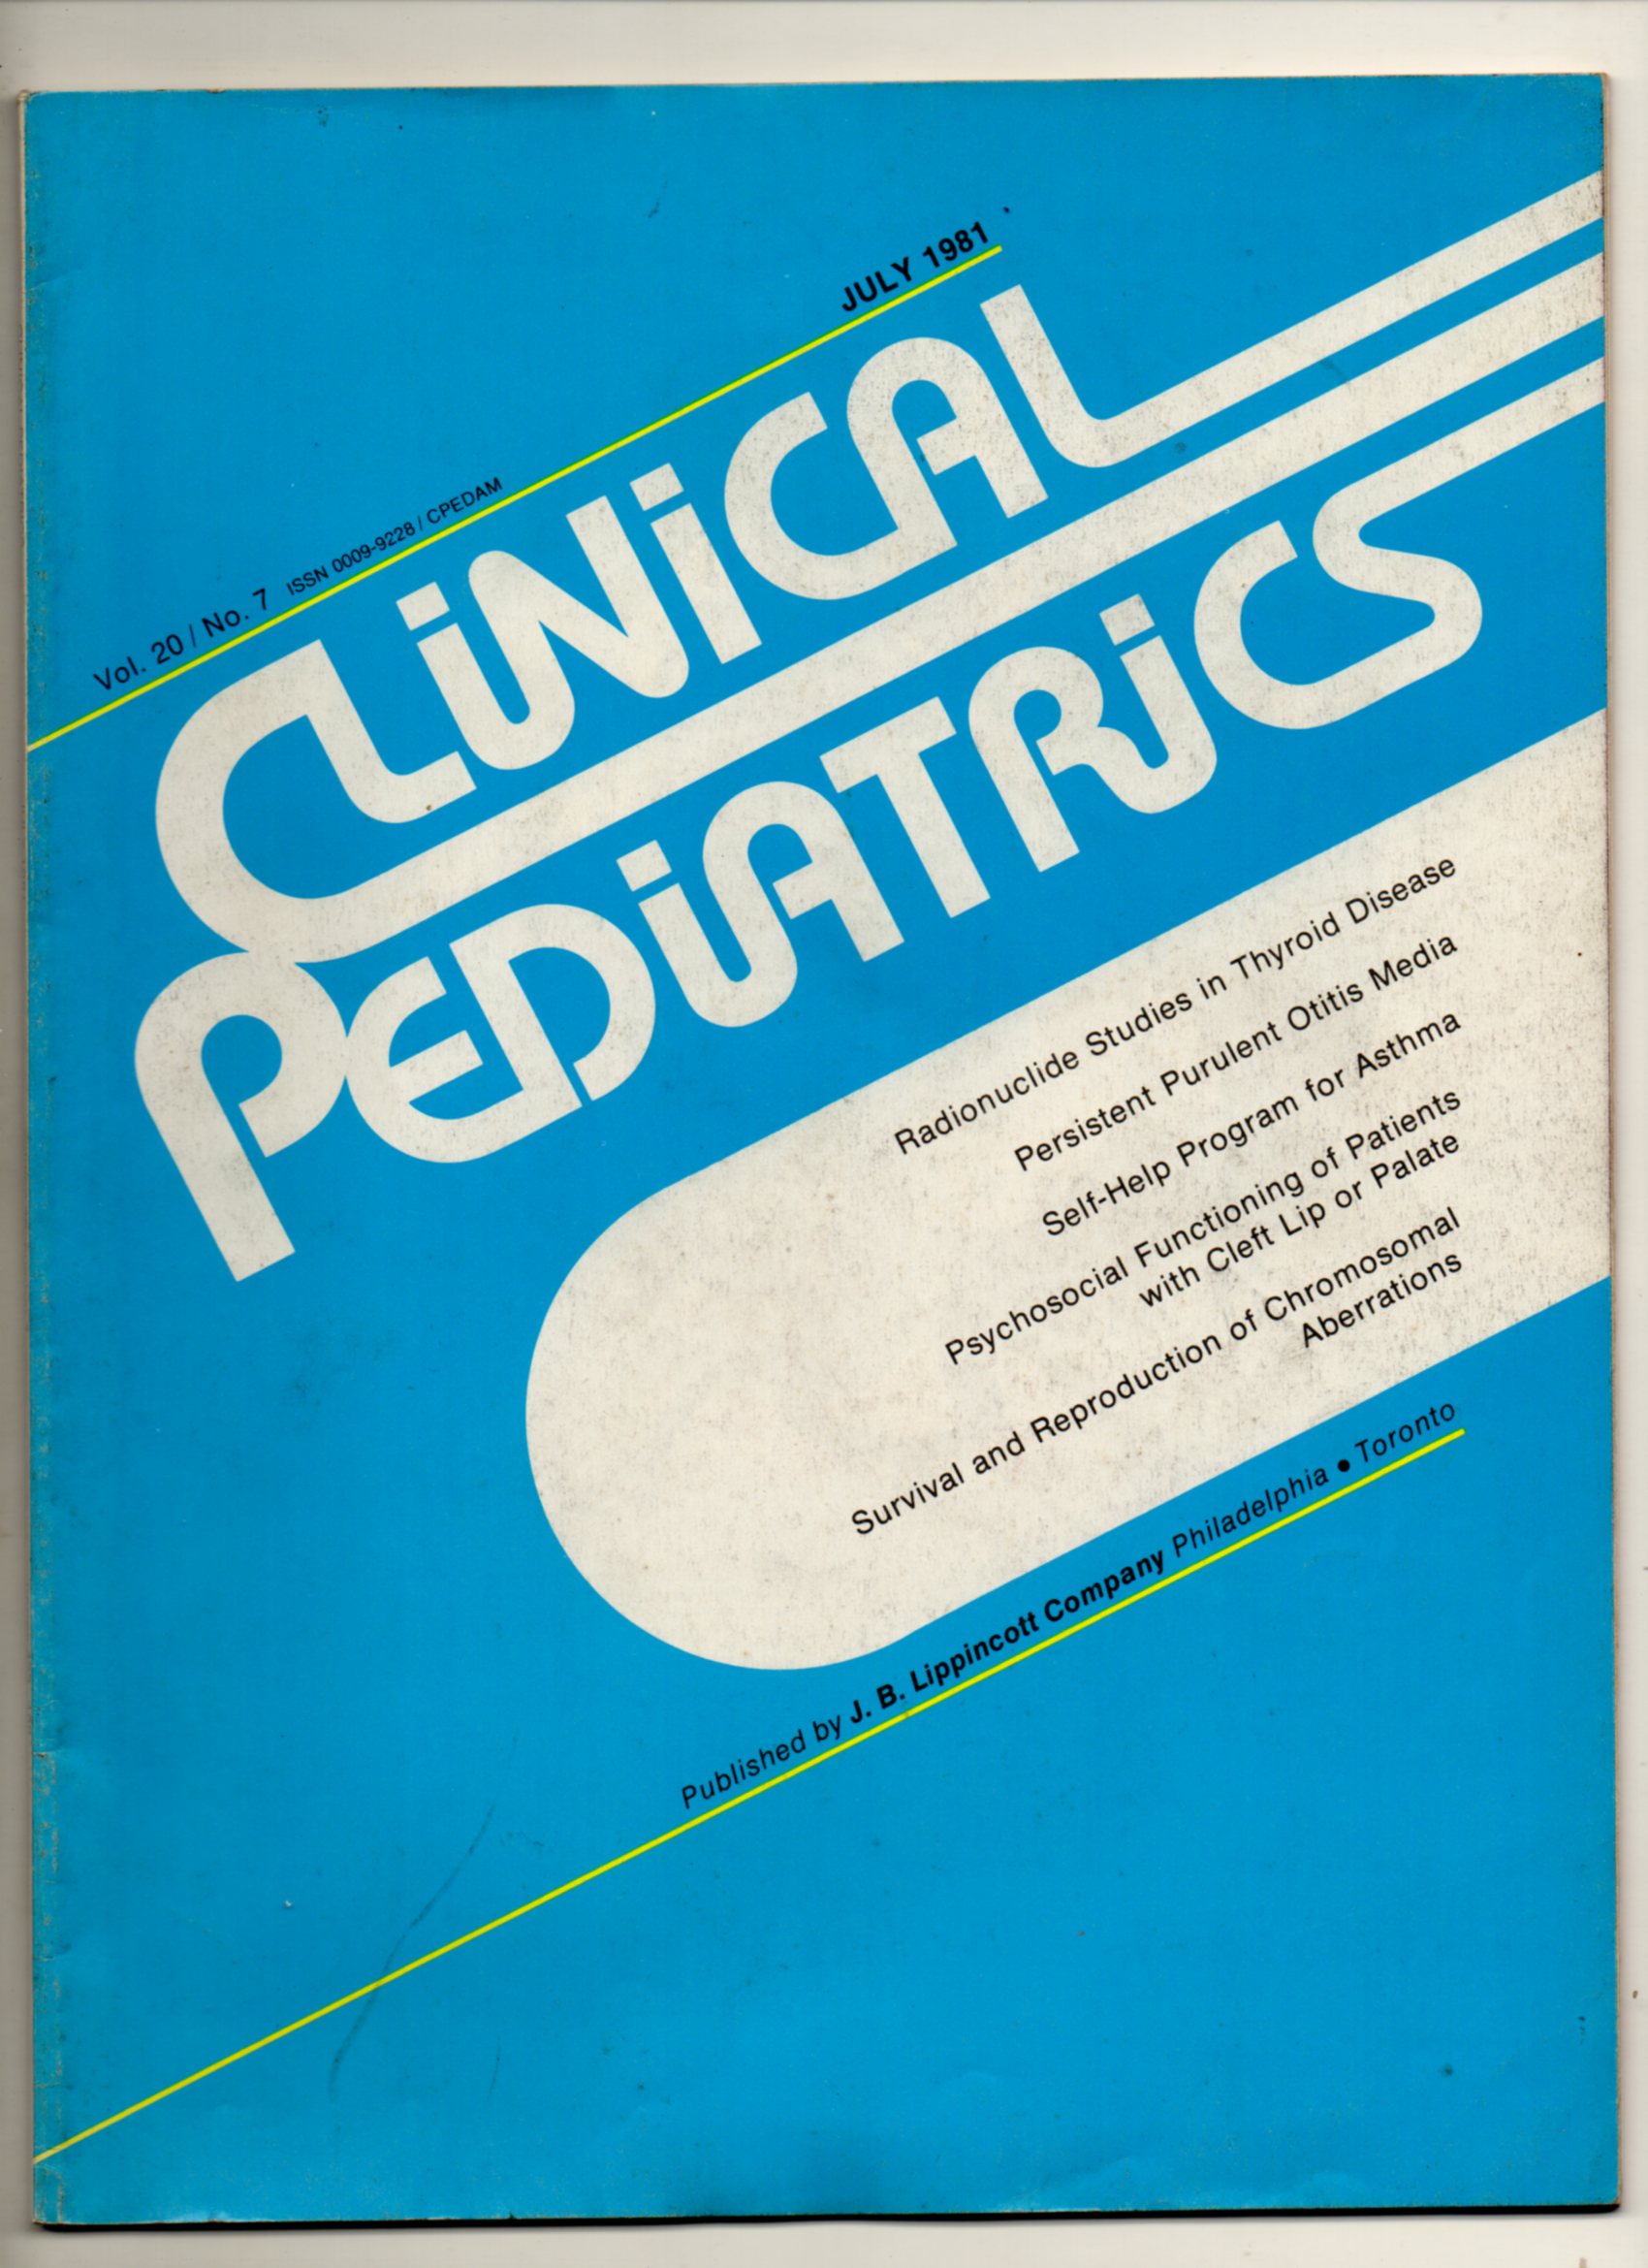 JULY 1981
Vol. 20 / No. 7 ISSN 0009-9228 / CPEDAM
CLiNiCAL
PEDiATRiCS
Radionuclide Studies in Thyroid Disease
Persistent Purulent Otitis Media
Self-Help Program for Asthma
Psychosocial Functioning of Patients
with Cleft Lip or Palate
Survival and Reproduction of Chromosomal
Aberrations
Published by J. B. Lippincott Company Philadelphia • Toronto